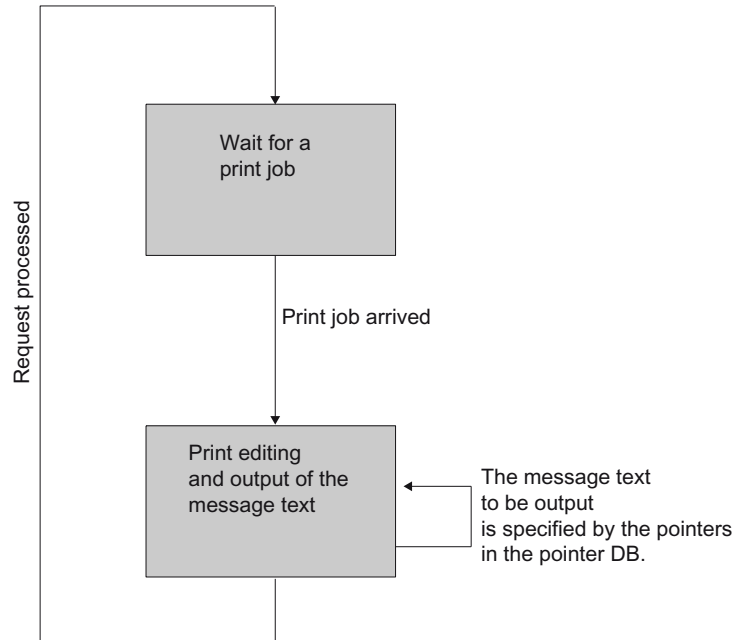 Wait for a
print job
Request processed
Print job arrived
Print editing
and output of the
message text
The message text
to be output
is specified by the pointers
in the pointer DB.